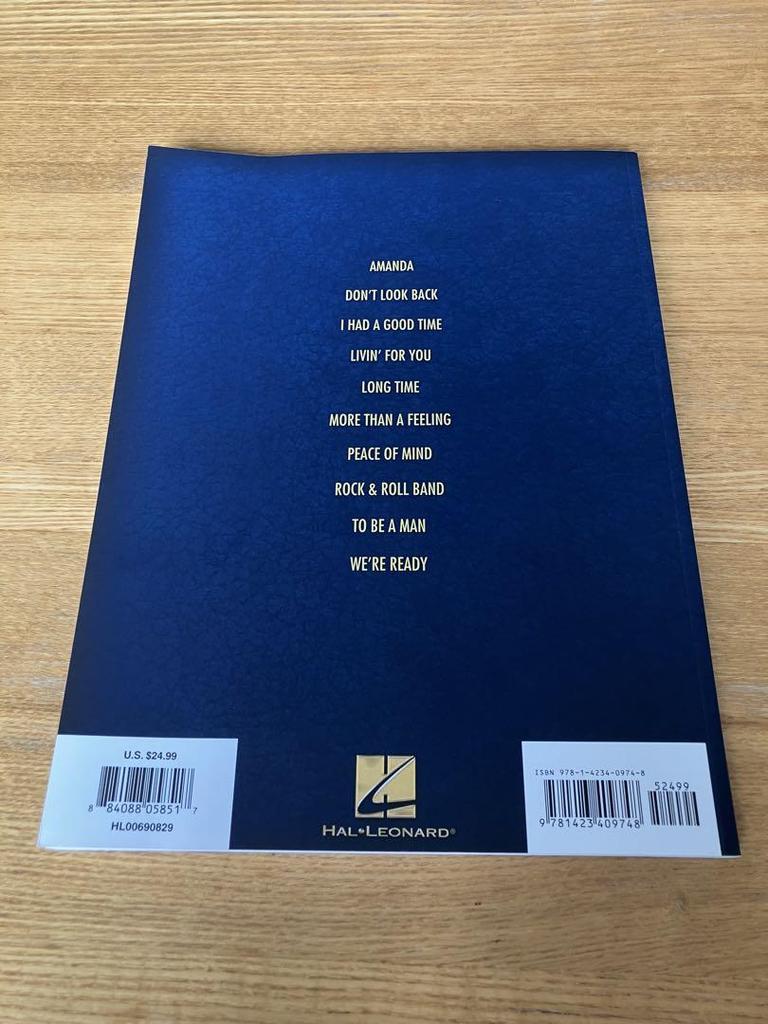 AMANDA
DON'T LOOK BACK
I HAD A GOOD TIME
LIVIN' FOR YOU
LONG TIME
MORE THAN A FEELING
PEACE OF MIND
ROCK & ROLL BAND
TO BE A MAN
WE'RE READY
U.S. $24.99
8 84088 05851 7
HL00690829
HAL•LEONARD®
ISBN 978-1-4234-0974-8
52499
9 781423 409748